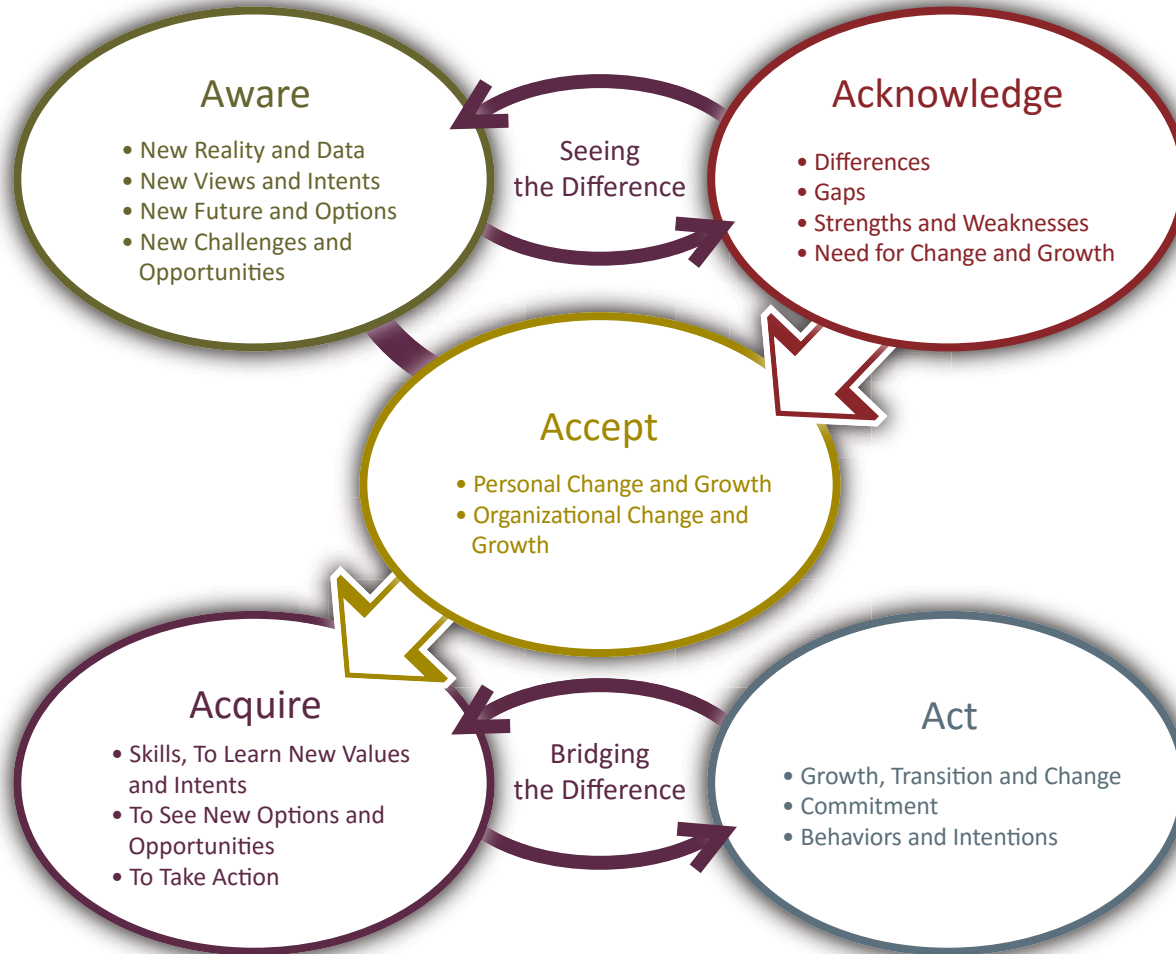 Aware
• New Reality and Data
• New Views and Intents
• New Future and Options
• New Challenges and
Opportunities
Seeing
the Difference
Acknowledge
• Differences
• Gaps
• Strengths and Weaknesses
• Need for Change and Growth
Accept
• Personal Change and Growth
• Organizational Change and
Growth
Acquire
• Skills, To Learn New Values
and Intents
• To See New Options and
Opportunities
• To Take Action
Bridging
the Difference
Act
• Growth, Transition and Change
• Commitment
• Behaviors and Intentions